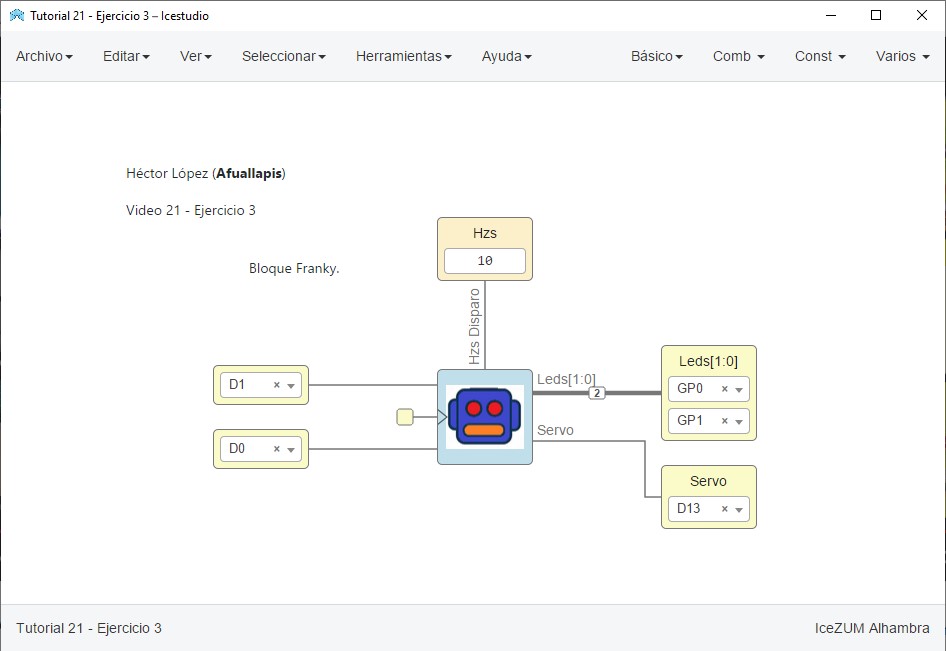 Tutorial 21 - Ejercicio 3 – Icestudio
Archivo Editar Ver Seleccionar Herramientas Ayuda Básico Comb Const Varios
Héctor López (Afuallapis)
Video 21 - Ejercicio 3
Bloque Franky.
Hzs
10
Hzs Disparo
D1 ×
D0 ×
Leds[1:0]
2
Servo
Leds[1:0]
GP0 ×
GP1 ×
Servo
D13 ×
Tutorial 21 - Ejercicio 3
IceZUM Alhambra